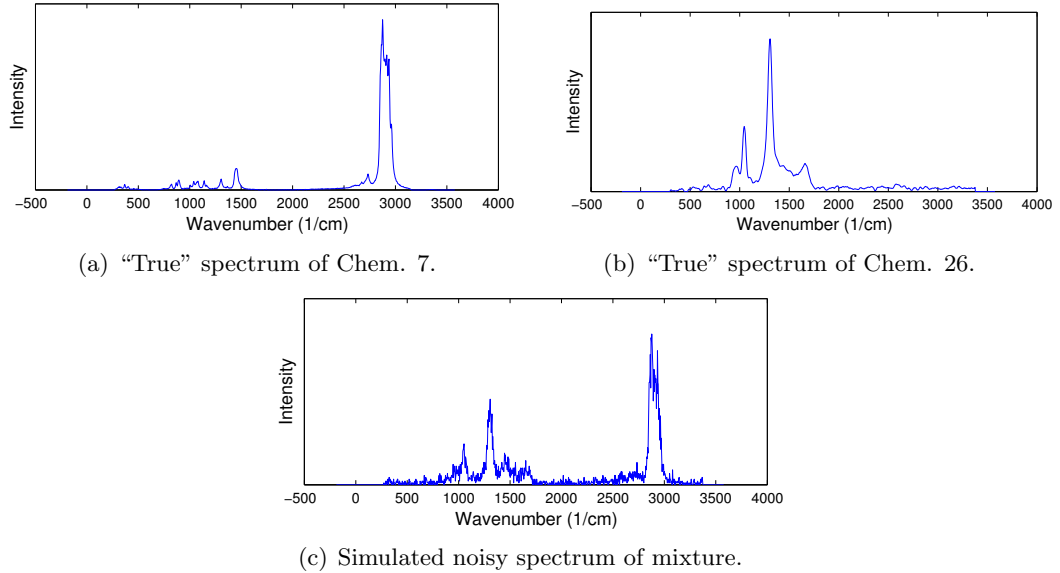 Intensity
−500 0 500 1000 1500 2000 2500 3000 3500 4000
Wavenumber (1/cm)
(a) “True” spectrum of Chem. 7.
Intensity
−500 0 500 1000 1500 2000 2500 3000 3500 4000
Wavenumber (1/cm)
(b) “True” spectrum of Chem. 26.
Intensity
−500 0 500 1000 1500 2000 2500 3000 3500 4000
Wavenumber (1/cm)
(c) Simulated noisy spectrum of mixture.